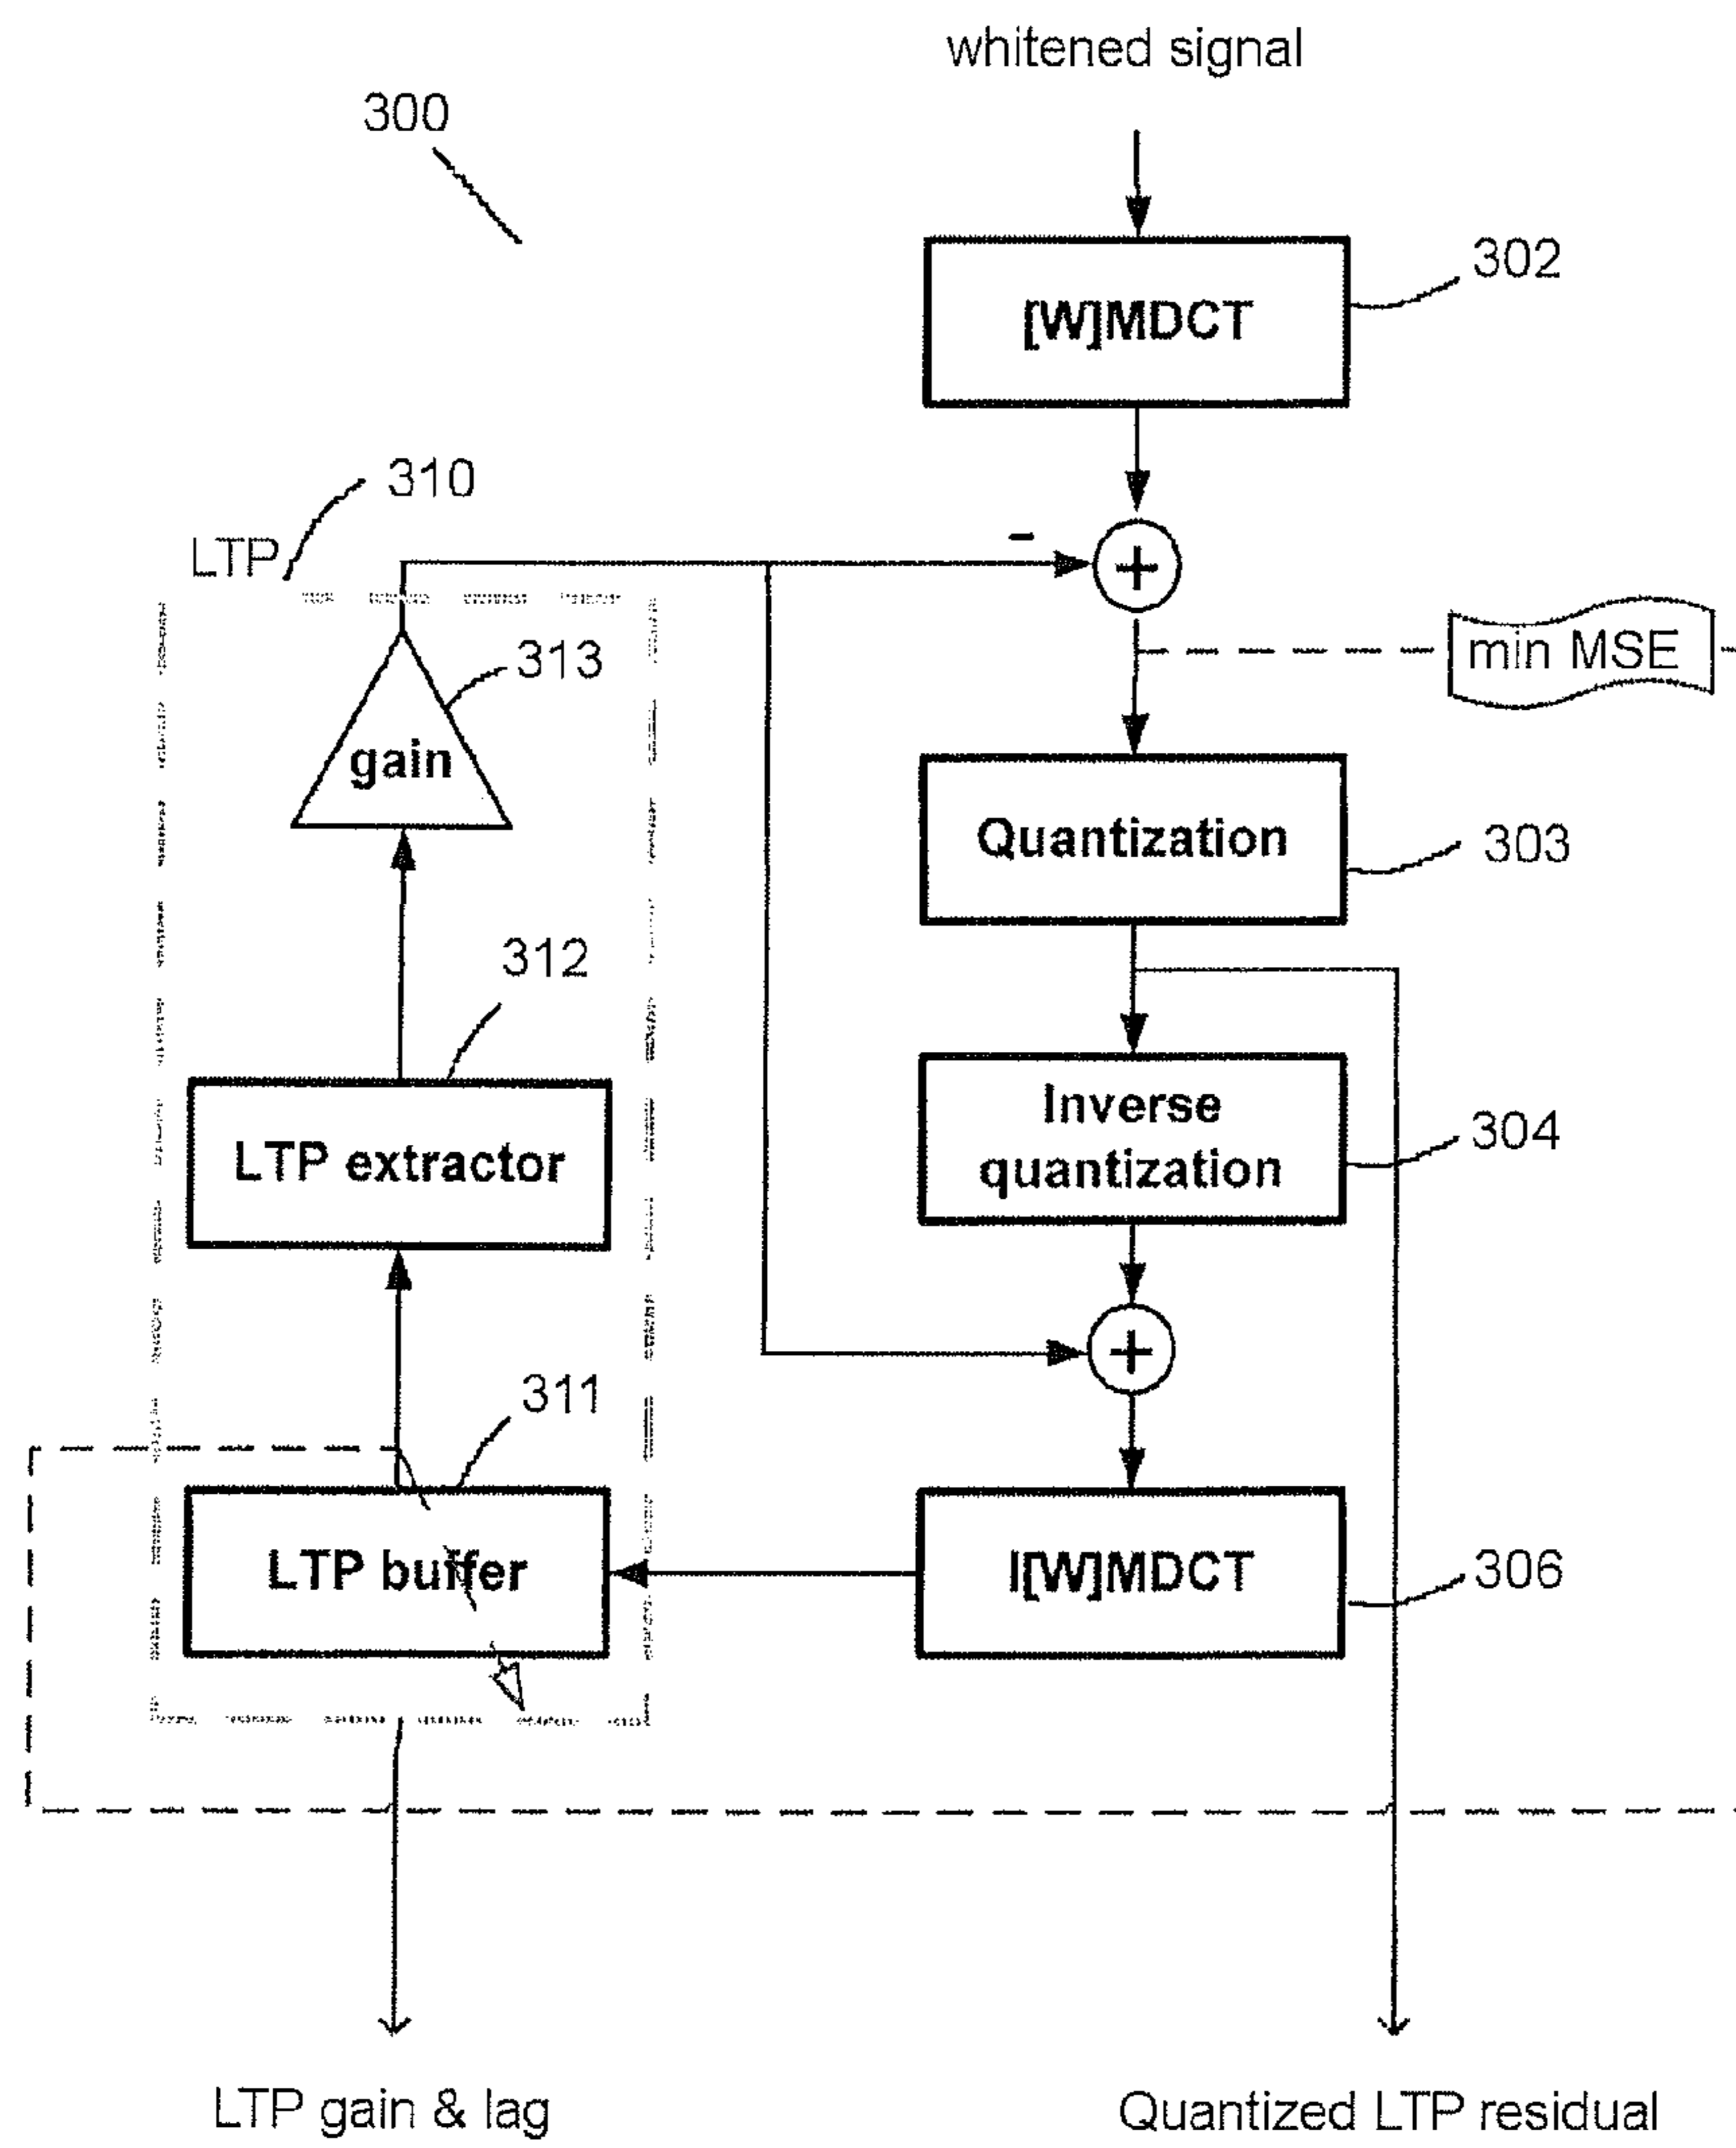 whitened signal
300
302
[W]MDCT
310
LTP
-
+
313
min MSE
gain
Quantization
303
312
Inverse
quantization
304
LTP extractor
+
311
LTP buffer
I[W]MDCT
306
LTP gain & lag
Quantized LTP residual